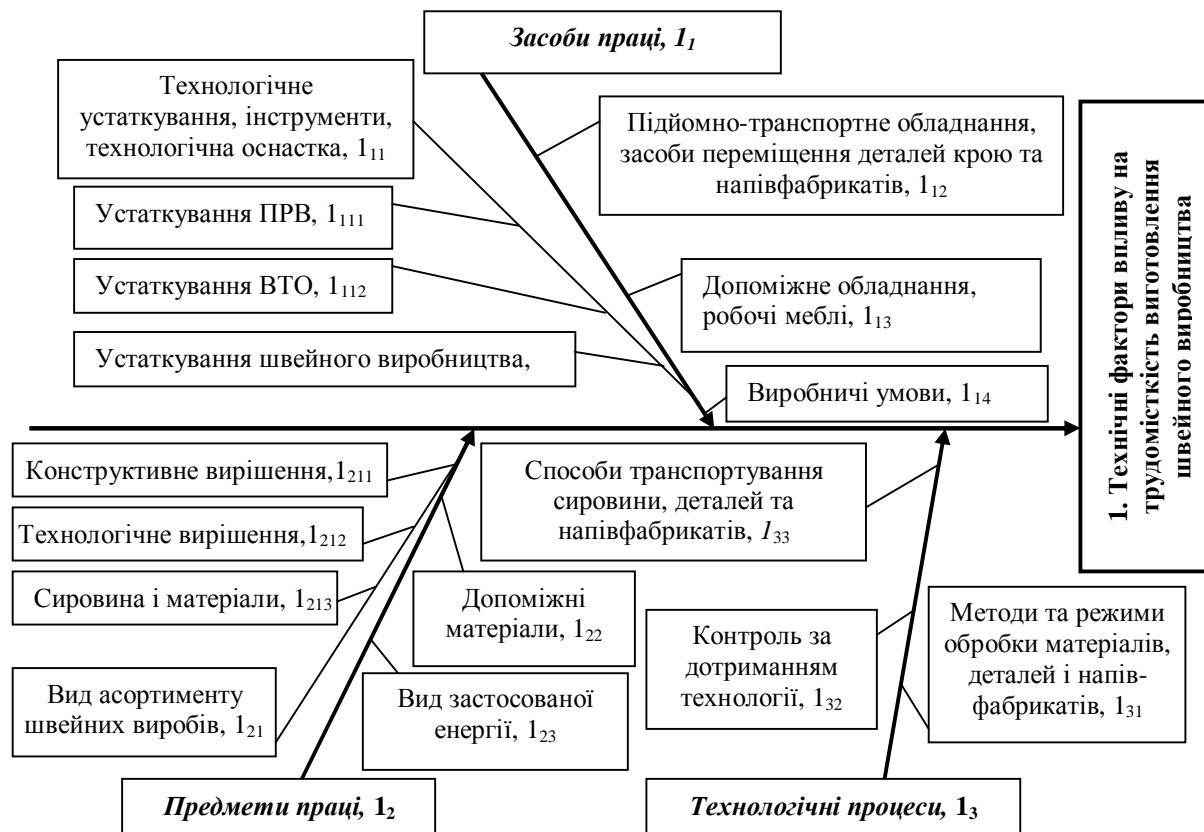 Засоби праці, 1₁
Технологічне
устаткування, інструменти,
технологічна оснастка, 1₁₁
Підйомно-транспортне обладнання,
засоби переміщення деталей крою та
напівфабрикатів, 1₁₂
Устаткування ПРВ, 1₁₁₁
Устаткування ВТО, 1₁₁₂
Допоміжне обладнання,
робочі меблі, 1₁₃
Устаткування швейного виробництва,
Виробничі умови, 1₁₄
1. Технічні фактори впливу на
трудомісткість виготовлення
швейного виробництва
Конструктивне вирішення,1₂₁₁
Технологічне вирішення,1₂₁₂
Сировина і матеріали, 1₂₁₃
Вид асортименту
швейних виробів, 1₂₁
Допоміжні
матеріали, 1₂₂
Вид застосованої
енергії, 1₂₃
Способи транспортування
сировини, деталей та
напівфабрикатів, 1₃₃
Контроль за
дотриманням
технології, 1₃₂
Методи та режими
обробки матеріалів,
деталей і напів-
фабрикатів, 1₃₁
Предмети праці, 1₂
Технологічні процеси, 1₃